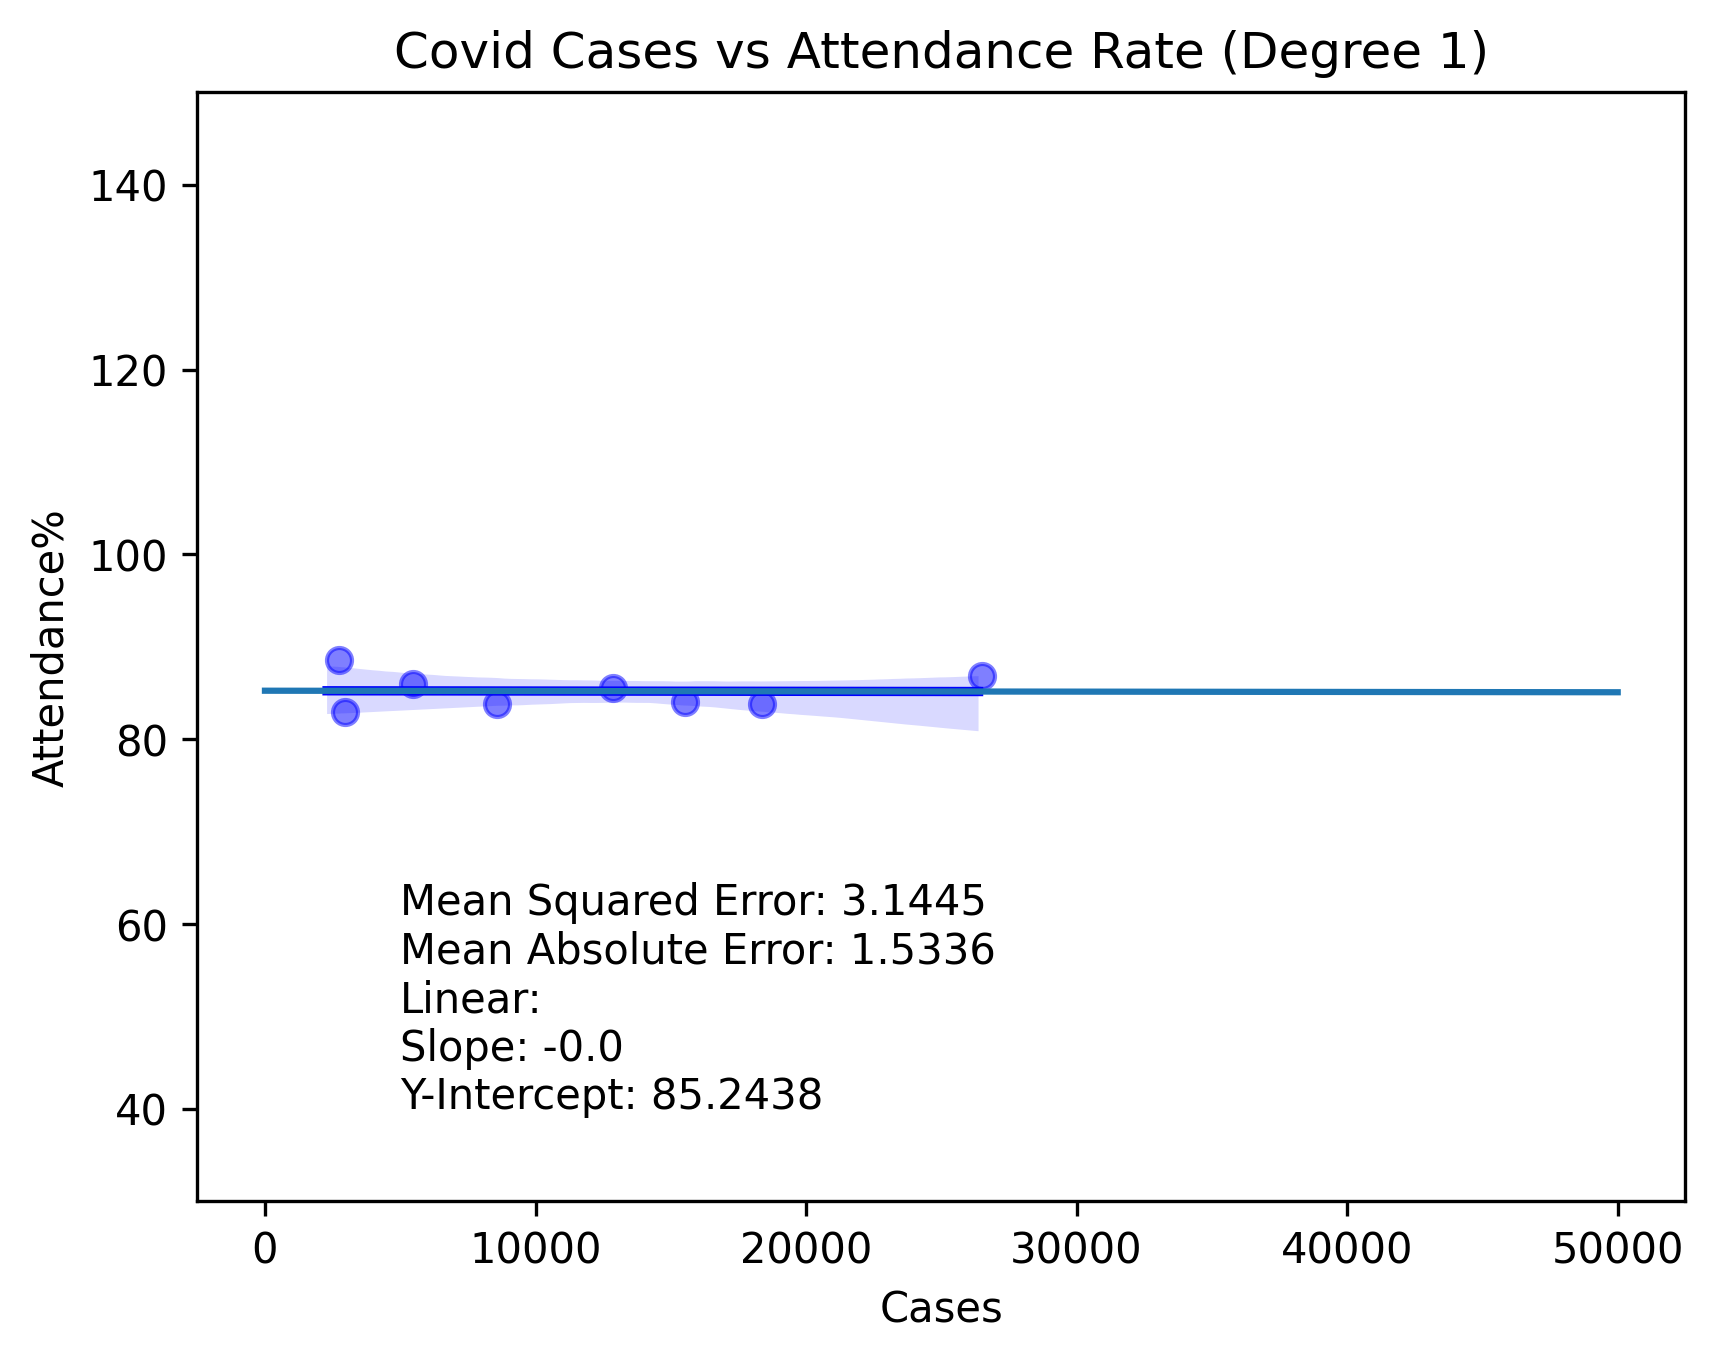 Covid Cases vs Attendance Rate (Degree 1)
140
120
100
80
60
40
Attendance%
Mean Squared Error: 3.1445
Mean Absolute Error: 1.5336
Linear:
Slope: -0.0
Y-Intercept: 85.2438
0 10000 20000 30000 40000 50000
Cases